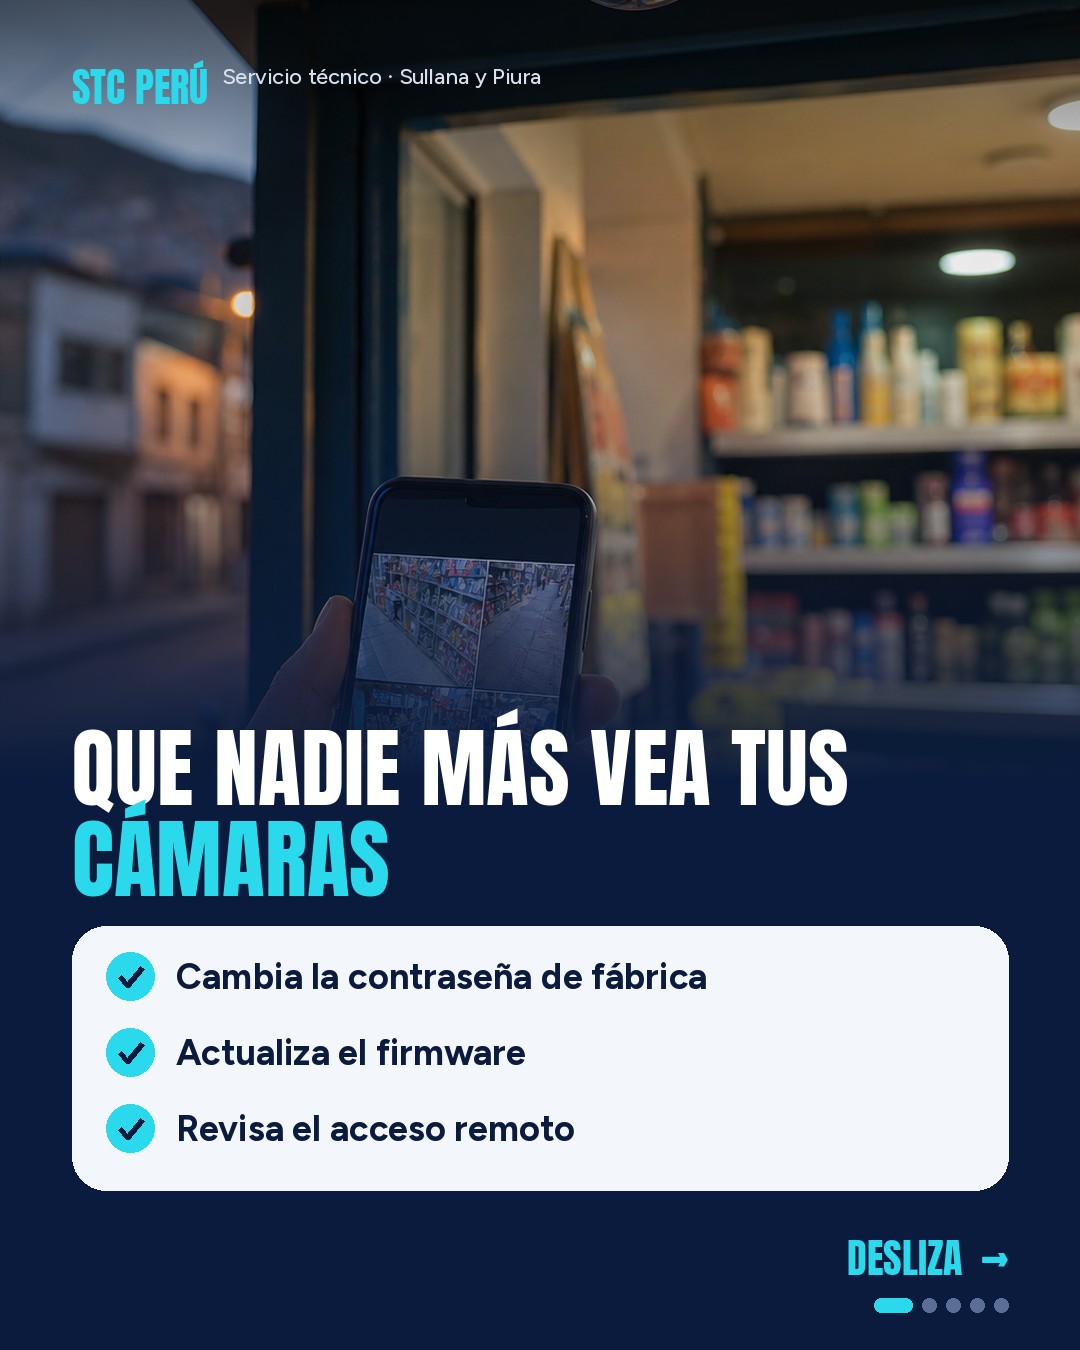 STC PERÚ Servicio técnico · Sullana y Piura
QUE NADIE MÁS VEA TUS
CÁMARAS
Cambia la contraseña de fábrica
Actualiza el firmware
Revisa el acceso remoto
DESLIZA →